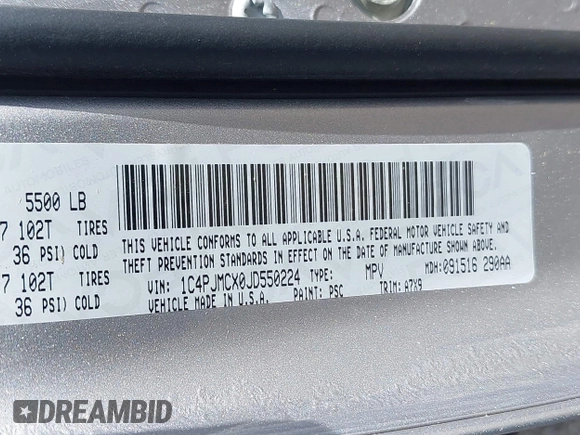 5500 LB
7 102T TIRES
36 PSI) COLD
7 102T TIRES
36 PSI) COLD
THIS VEHICLE CONFORMS TO ALL APPLICABLE U.S.A. FEDERAL MOTOR VEHICLE SAFETY AND
THEFT PREVENTION STANDARDS IN EFFECT ON THE DATE OF MANUFACTURE SHOWN ABOVE.
VIN: 1C4PJMCX0JD550224 TYPE: MPV MDH: 091516 290AA
VEHICLE MADE IN U.S.A. PAINT: PSC TRIM: A7X9
DREAMBID